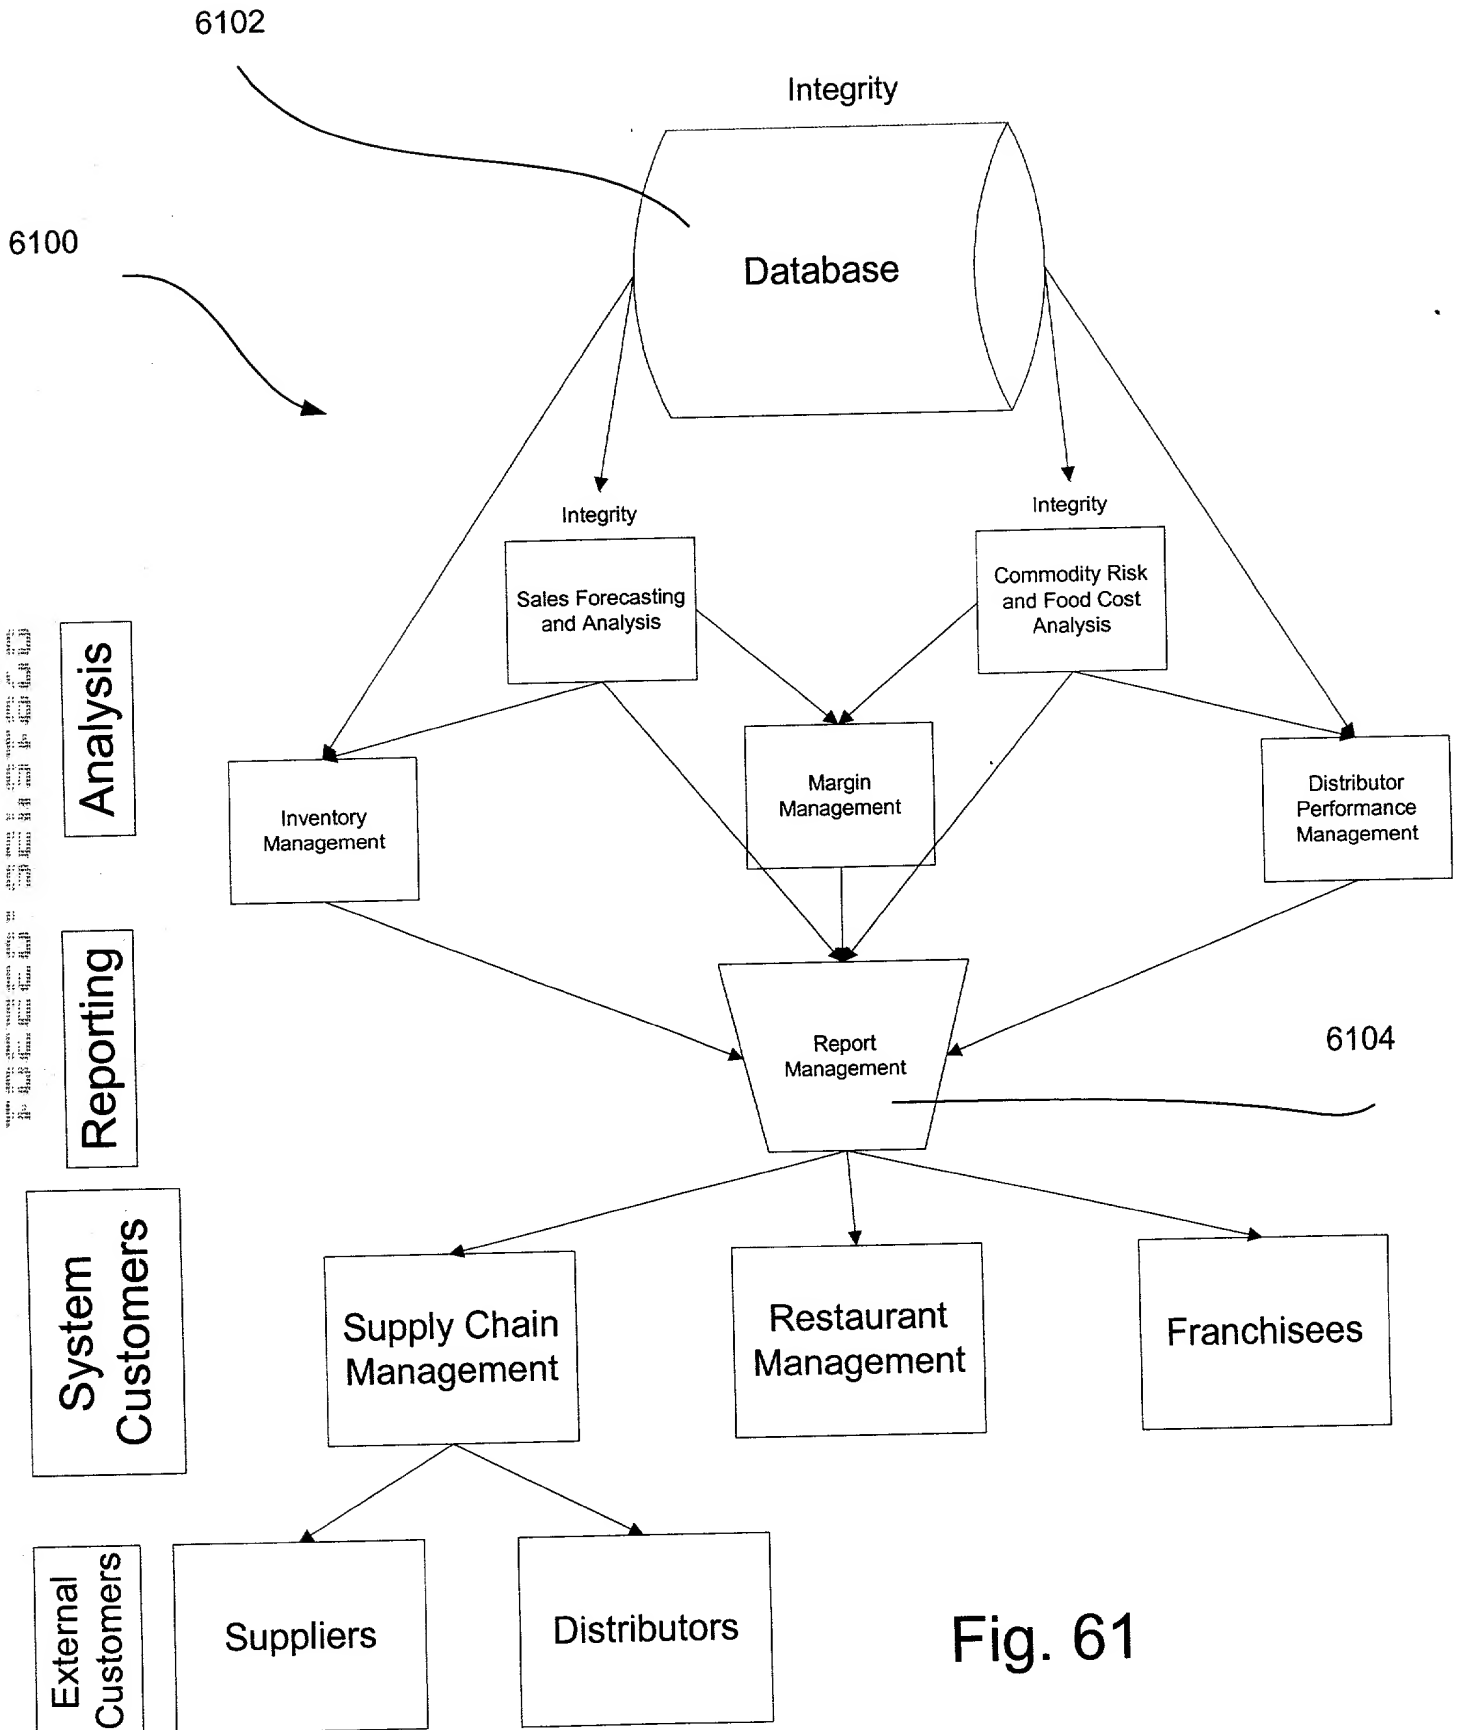 6102
Integrity
6100
Database
Integrity
Integrity
Sales Forecasting
and Analysis
Commodity Risk
and Food Cost
Analysis
Analysis
Inventory
Management
Margin
Management
Distributor
Performance
Management
Reporting
Report
Management
6104
System
Customers
Supply Chain
Management
Restaurant
Management
Franchisees
External
Customers
Suppliers
Distributors
Fig. 61